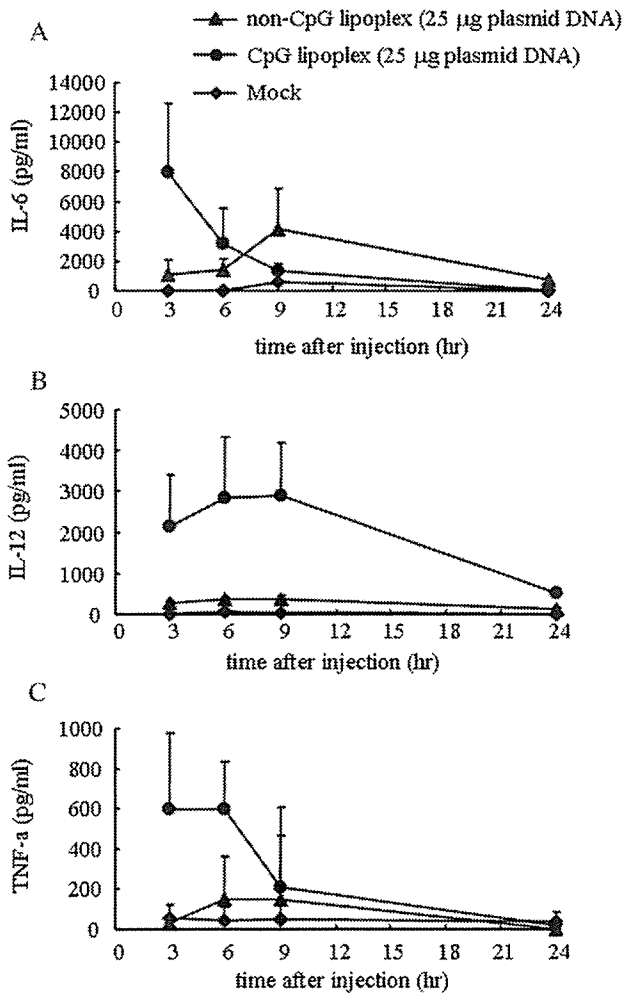 A
non-CpG lipoplex (25 µg plasmid DNA)
CpG lipoplex (25 µg plasmid DNA)
Mock
14000
12000
10000
8000
6000
4000
2000
0
IL-6 (pg/ml)
0 3 6 9 12 15 18 21 24
time after injection (hr)
B
5000
4000
3000
2000
1000
0
IL-12 (pg/ml)
0 3 6 9 12 15 18 21 24
time after injection (hr)
C
1000
800
600
400
200
0
TNF-a (pg/ml)
0 3 6 9 12 15 18 21 24
time after injection (hr)